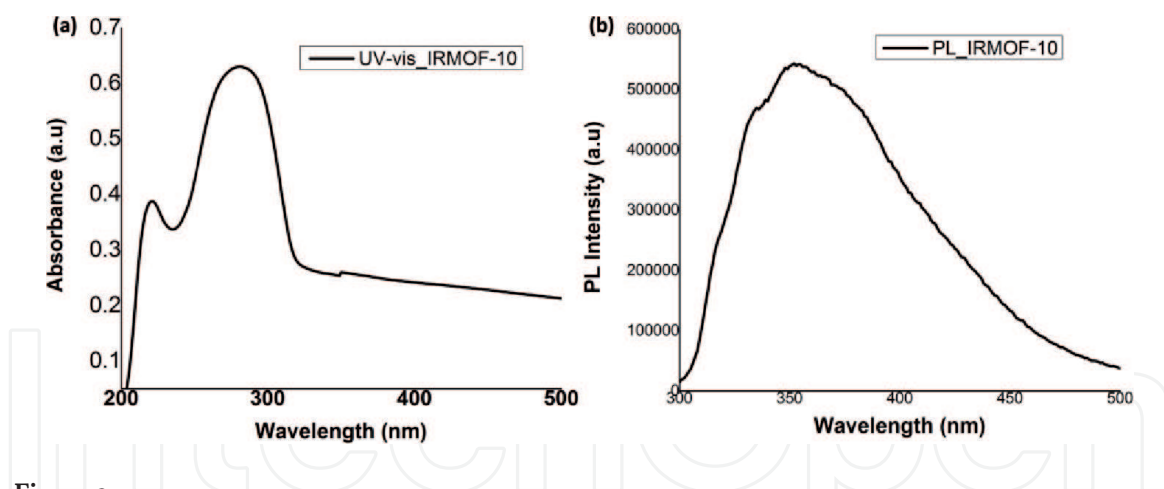 (a)
0.7
0.6
0.5
0.4
0.3
0.2
0.1
Absorbance (a.u)
UV-vis_IRMOF-10
200 300 400 500
Wavelength (nm)
(b)
600000
500000
400000
300000
200000
100000
0
PL Intensity (a.u)
PL_IRMOF-10
300 350 400 450 500
Wavelength (nm)